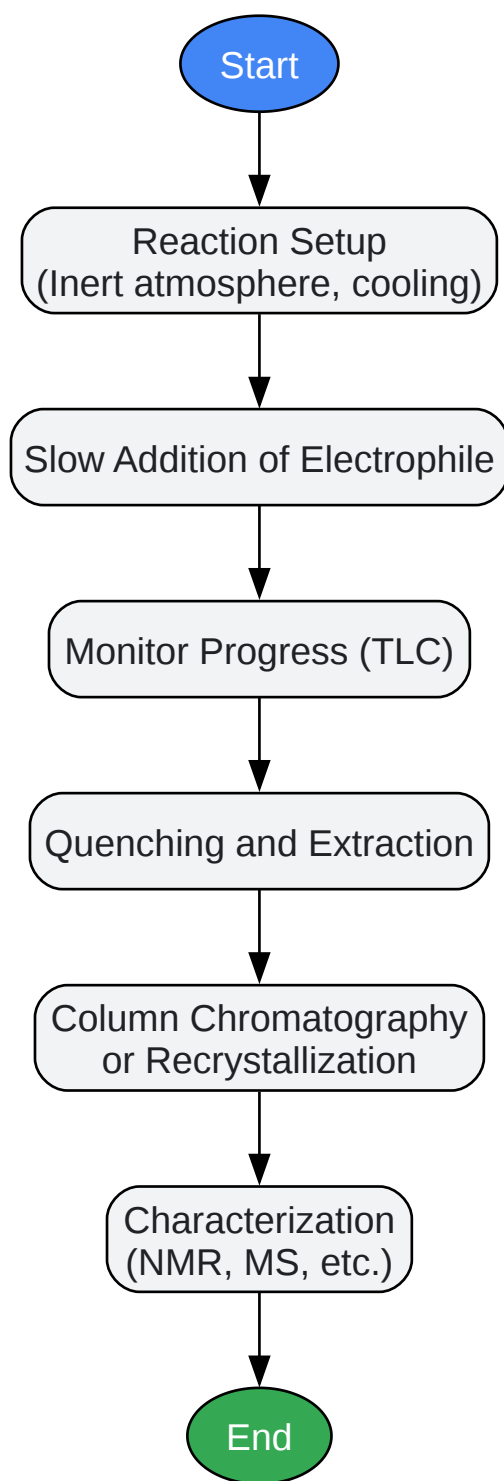 Start
Reaction Setup
(Inert atmosphere, cooling)
Slow Addition of Electrophile
Monitor Progress (TLC)
Quenching and Extraction
Column Chromatography
or Recrystallization
Characterization
(NMR, MS, etc.)
End